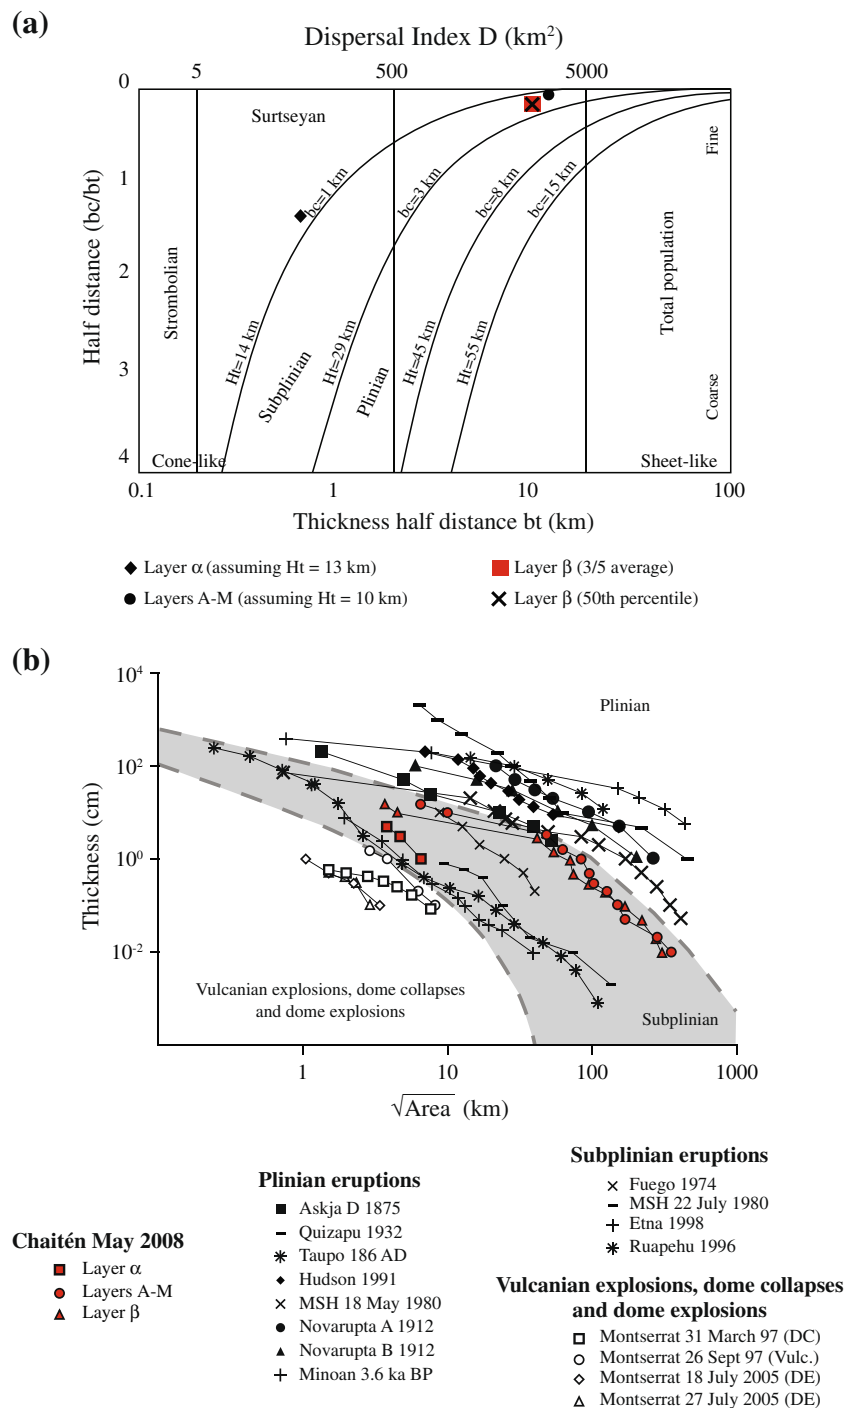 (a)
Dispersal Index D (km²)
5 500 5000
0
1
2
3
4
Half distance (bc/bt)
Surtseyan
Strombolian
Subplinian
Plinian
Total population
Fine
Coarse
bc=1 km
bc=3 km
bc=8 km
bc=15 km
Ht=14 km
Ht=29 km
Ht=45 km
Ht=55 km
Cone-like
Sheet-like
0.1 1 10 100
Thickness half distance bt (km)
Layer α (assuming Ht = 13 km)
Layers A-M (assuming Ht = 10 km)
Layer β (3/5 average)
Layer β (50th percentile)
(b)
10⁴
10²
10⁰
10⁻²
Thickness (cm)
Plinian
Vulcanian explosions, dome collapses
and dome explosions
Subplinian
1 10 100 1000
√Area (km)
Chaitén May 2008
Layer α
Layers A-M
Layer β
Plinian eruptions
Askja D 1875
Quizapu 1932
Taupo 186 AD
Hudson 1991
MSH 18 May 1980
Novarupta A 1912
Novarupta B 1912
Minoan 3.6 ka BP
Subplinian eruptions
Fuego 1974
MSH 22 July 1980
Etna 1998
Ruapehu 1996
Vulcanian explosions, dome collapses
and dome explosions
Montserrat 31 March 97 (DC)
Montserrat 26 Sept 97 (Vulc.)
Montserrat 18 July 2005 (DE)
Montserrat 27 July 2005 (DE)